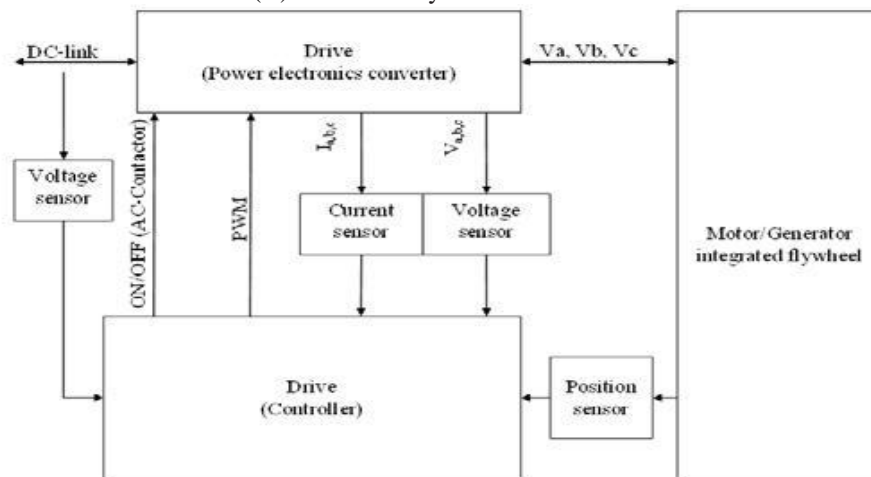 DC-link
Drive
(Power electronics converter)
Va, Vb, Vc
Voltage
sensor
ON/OFF (AC-Contactor)
PWM
Ia,b,c
Va,b,c
Current
sensor
Voltage
sensor
Motor/Generator
integrated flywheel
Drive
(Controller)
Position
sensor